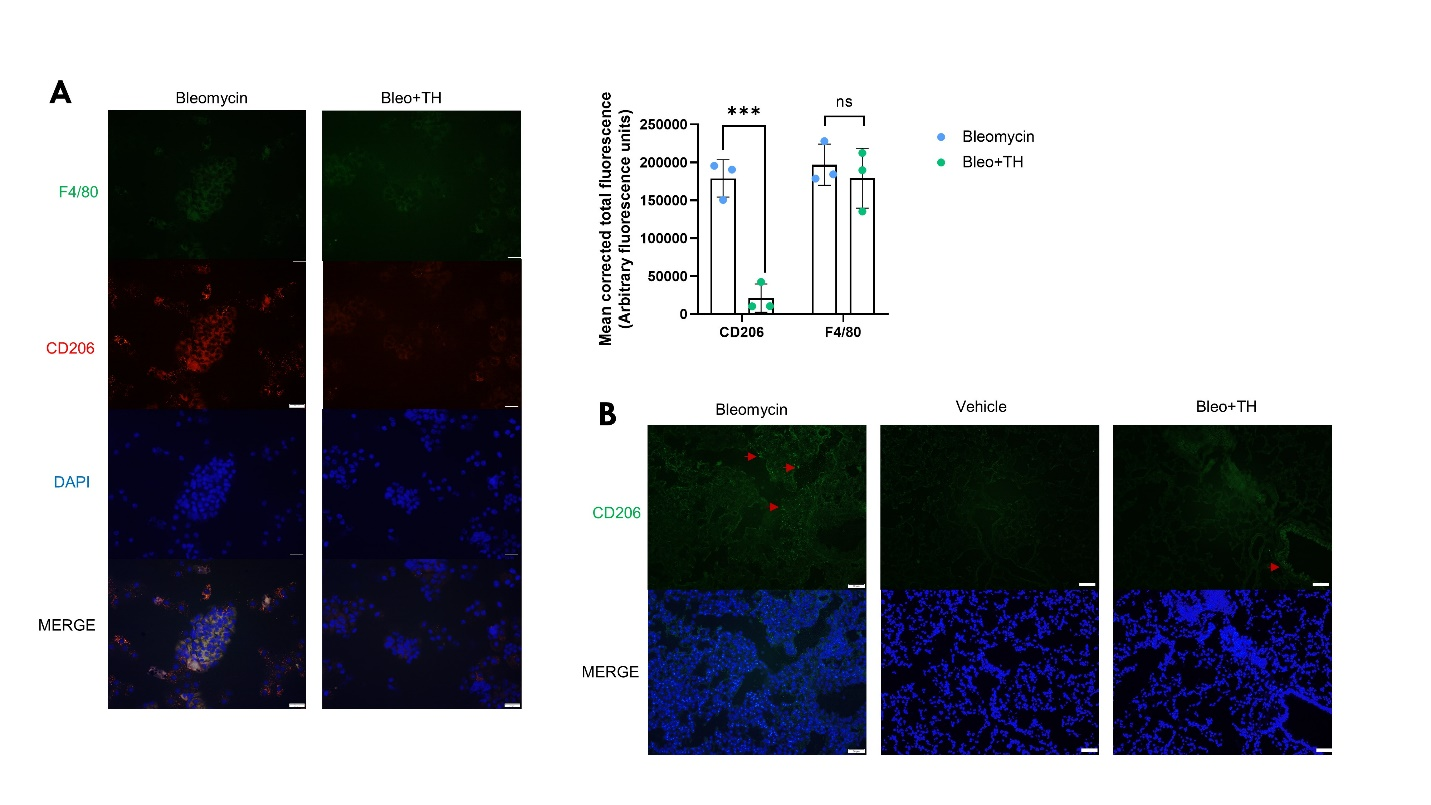 A
Bleomycin
Bleo+TH
F4/80
CD206
DAPI
MERGE
Mean corrected total fluorescence
(Arbitrary fluorescence units)
250000
200000
150000
100000
50000
0
***
ns
CD206
F4/80
Bleomycin
Bleo+TH
B
Bleomycin
Vehicle
Bleo+TH
CD206
MERGE